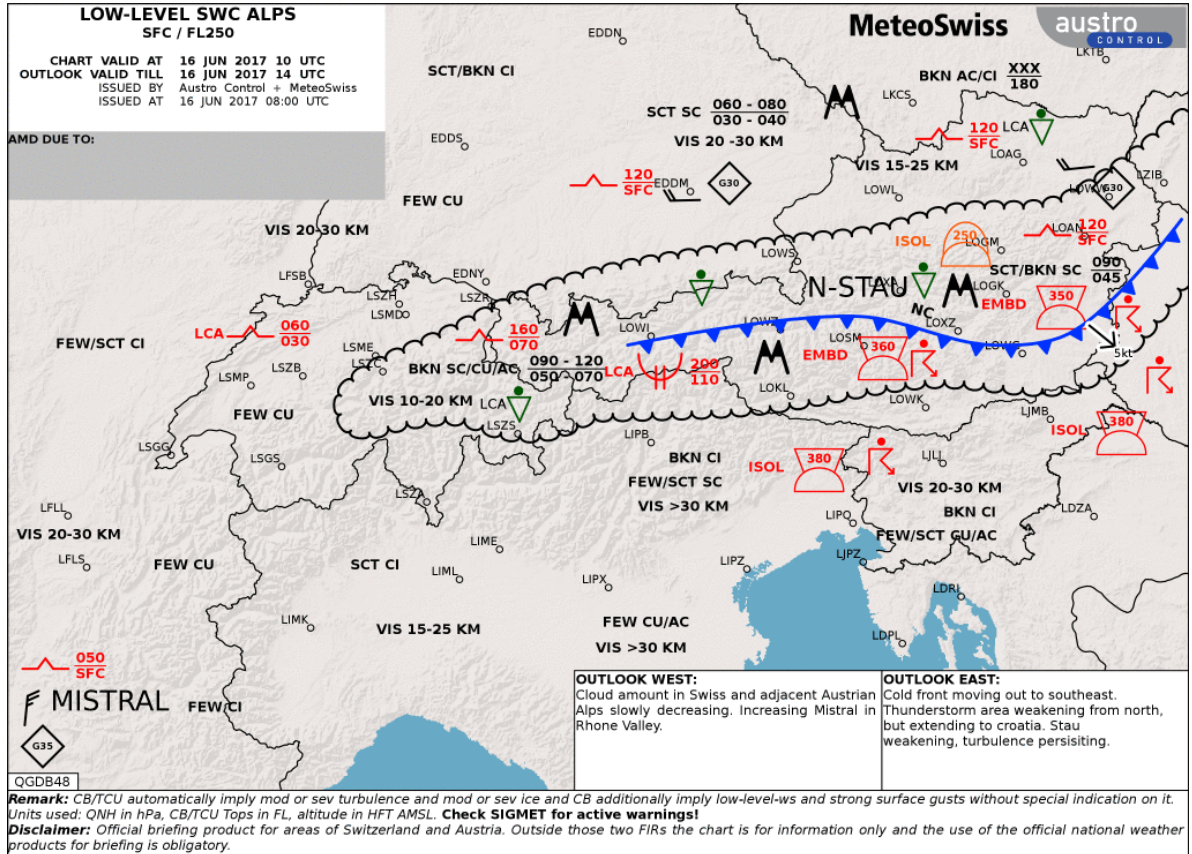 LOW-LEVEL SWC ALPS
SFC / FL250
CHART VALID AT 16 JUN 2017 10 UTC
OUTLOOK VALID TILL 16 JUN 2017 14 UTC
ISSUED BY Austro Control + MeteoSwiss
ISSUED AT 16 JUN 2017 08:00 UTC
AMD DUE TO:
MeteoSwiss
austro
CONTROL
EDDN
LKTB
SCT/BKN CI
BKN AC/CI XXX
180
LKCS
SCT SC 060 - 080
030 - 040
VIS 20 -30 KM
EDDS
120
SFC
LCA
LOAG
VIS 15-25 KM
120
SFC
EDDM
G30
LOWL
LOWW
G30
LZIB
FEW CU
VIS 20-30 KM
ISOL
250
LOGM
LOAN
120
SFC
LOWS
SCT/BKN SC 090
045
LFSB
EDNY
LSZR
LSZH
LSMD
N-STAU
LOXA
LOGK
NC
EMBD
350
LCA
060
030
FEW/SCT CI
160
070
LOWI
LOWZ
LOXZ
LOSM
LOWG
5kt
LSME
LSZC
LSZB
LSMP
BKN SC/CU/AC 090 - 120
050 - 070
LCA
200
110
EMBD
360
LOKL
LOWK
VIS 10-20 KM
LCA
LSZS
FEW CU
LJMB
ISOL
380
LSGG
LSGS
LIPB
BKN CI
ISOL
380
LJLJ
FEW/SCT SC
VIS 20-30 KM
VIS >30 KM
BKN CI
LSZA
LFLL
LIPQ
LDZA
VIS 20-30 KM
FEW/SCT CU/AC
LIME
LFLS
FEW CU
SCT CI
LIML
LIPX
LIPZ
LJPZ
LDRI
LIMK
VIS 15-25 KM
FEW CU/AC
VIS >30 KM
LDPL
050
SFC
MISTRAL
FEW/CI
G35
QGDB48
OUTLOOK WEST:
Cloud amount in Swiss and adjacent Austrian
Alps slowly decreasing. Increasing Mistral in
Rhone Valley.
OUTLOOK EAST:
Cold front moving out to southeast.
Thunderstorm area weakening from north,
but extending to croatia. Stau
weakening, turbulence persisiting.
Remark: CB/TCU automatically imply mod or sev turbulence and mod or sev ice and CB additionally imply low-level-ws and strong surface gusts without special indication on it.
Units used: QNH in hPa, CB/TCU Tops in FL, altitude in HFT AMSL. Check SIGMET for active warnings!
Disclaimer: Official briefing product for areas of Switzerland and Austria. Outside those two FIRs the chart is for information only and the use of the official national weather
products for briefing is obligatory.